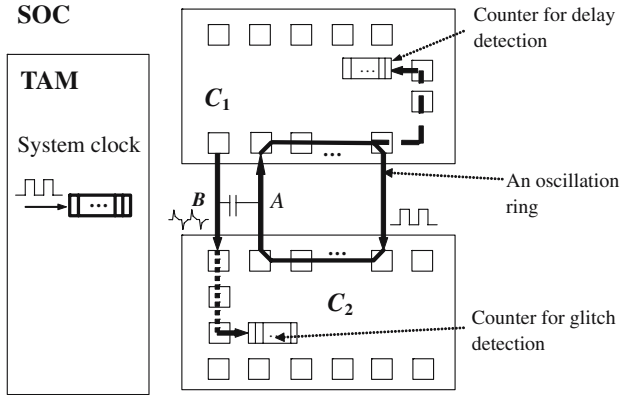 SOC
TAM
System clock
C1
Counter for delay
detection
...
...
B
A
An oscillation
ring
...
...
C2
Counter for glitch
detection